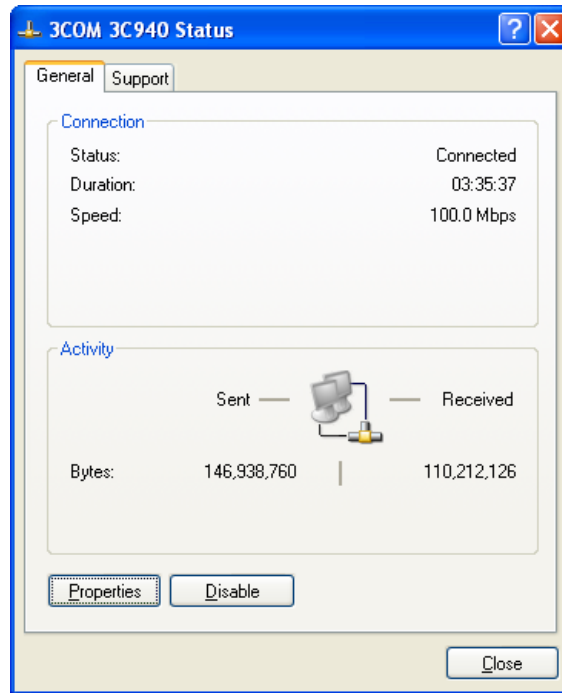 3COM 3C940 Status
General Support
Connection
Status: Connected
Duration: 03:35:37
Speed: 100.0 Mbps
Activity
Sent Received
Bytes: 146,938,760 110,212,126
Properties Disable
Close